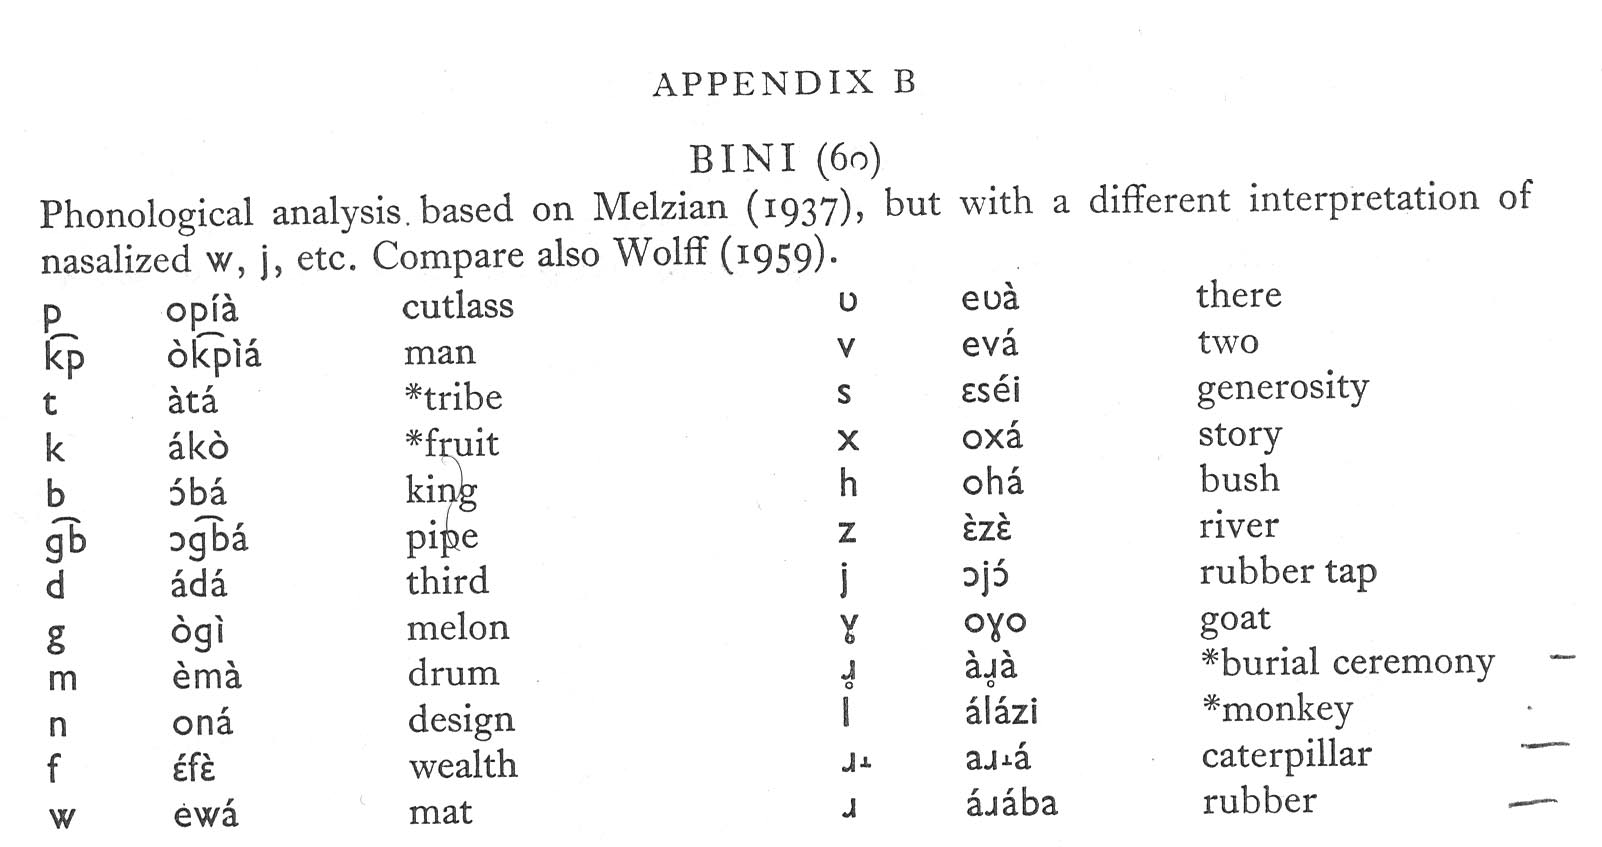 APPENDIX B
BINI (60)
Phonological analysis based on Melzian (1937), but with a different interpretation of
nasalized w, j, etc. Compare also Wolff (1959).
p opíà cutlass ʋ eʋà there
k͡p òk͡pìá man v evá two
t àtá *tribe s ɛséi generosity
k ákò *fruit x oxá story
b ɔ́bá king h ohá bush
g͡b ɔg͡bá pipe z ɛ̀zɛ̀ river
d ádá third j ɔjɔ́ rubber tap
g ògì melon ɣ oɣo goat
m èmà drum ɹ̥ àɹ̥à *burial ceremony
n oná design l álázi *monkey
f ɛ́fɛ̀ wealth ɹ˔ aɹ˔á caterpillar
w ewá mat ɹ áɹába rubber